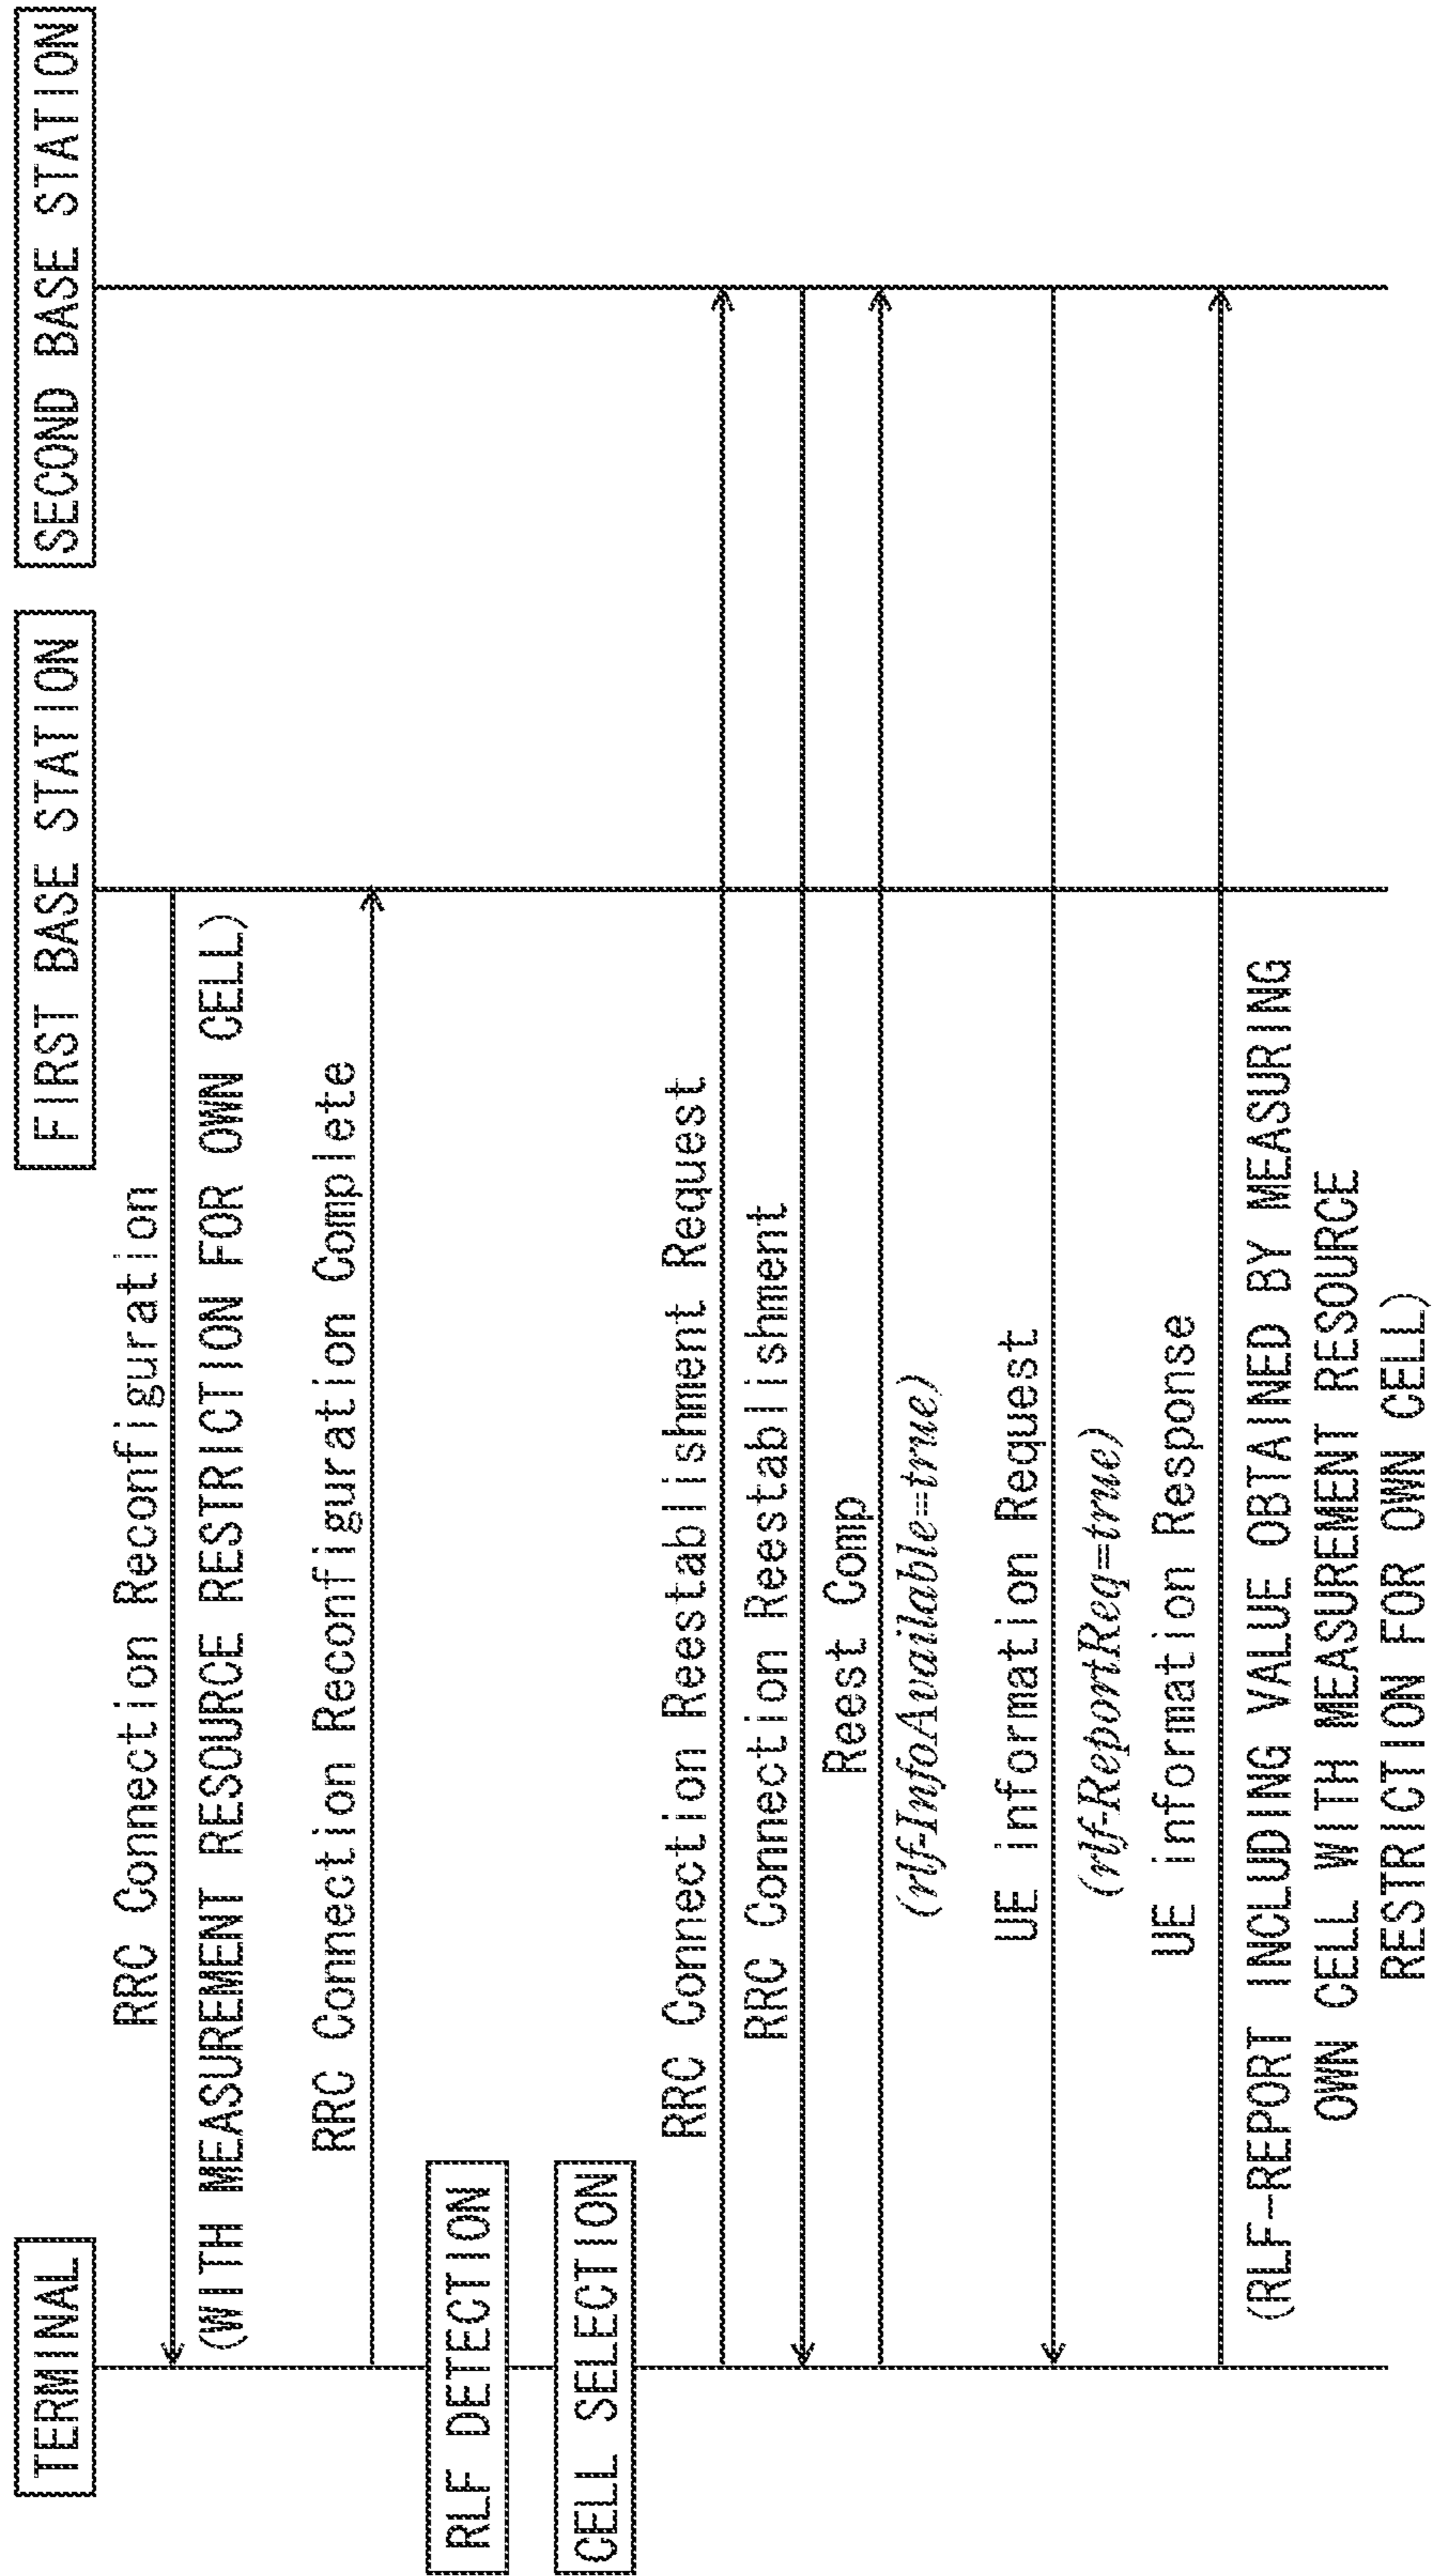 TERMINAL
FIRST BASE STATION
SECOND BASE STATION
RRC Connection Reconfiguration
(WITH MEASUREMENT RESOURCE RESTRICTION FOR OWN CELL)
RRC Connection Reconfiguration Complete
RLF DETECTION
CELL SELECTION
RRC Connection Reestablishment Request
RRC Connection Reestablishment
Reest Comp
(rlf-InfoAvailable=true)
UE information Request
(rlf-ReportReq=true)
UE information Response
(RLF-REPORT INCLUDING VALUE OBTAINED BY MEASURING
OWN CELL WITH MEASUREMENT RESOURCE
RESTRICTION FOR OWN CELL)